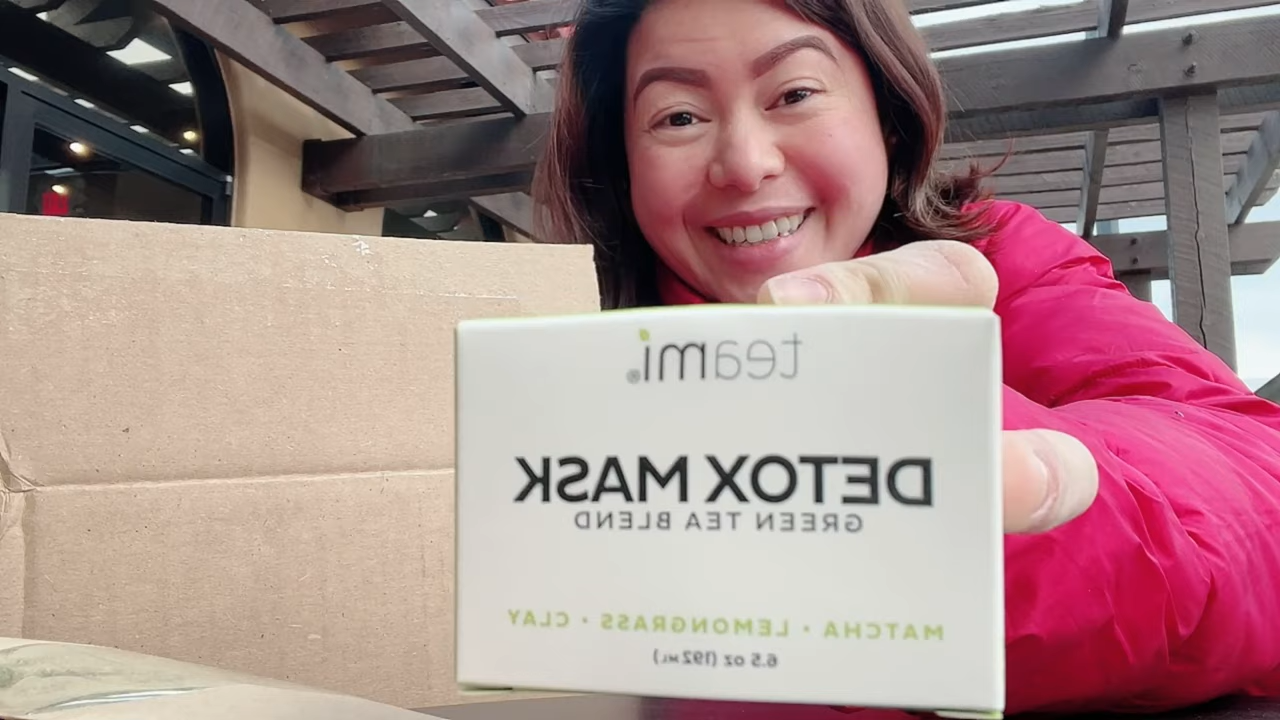 teami®
DETOX MASK
GREEN TEA BLEND
MATCHA • LEMONGRASS • CLAY
6.5 oz (192 mL)